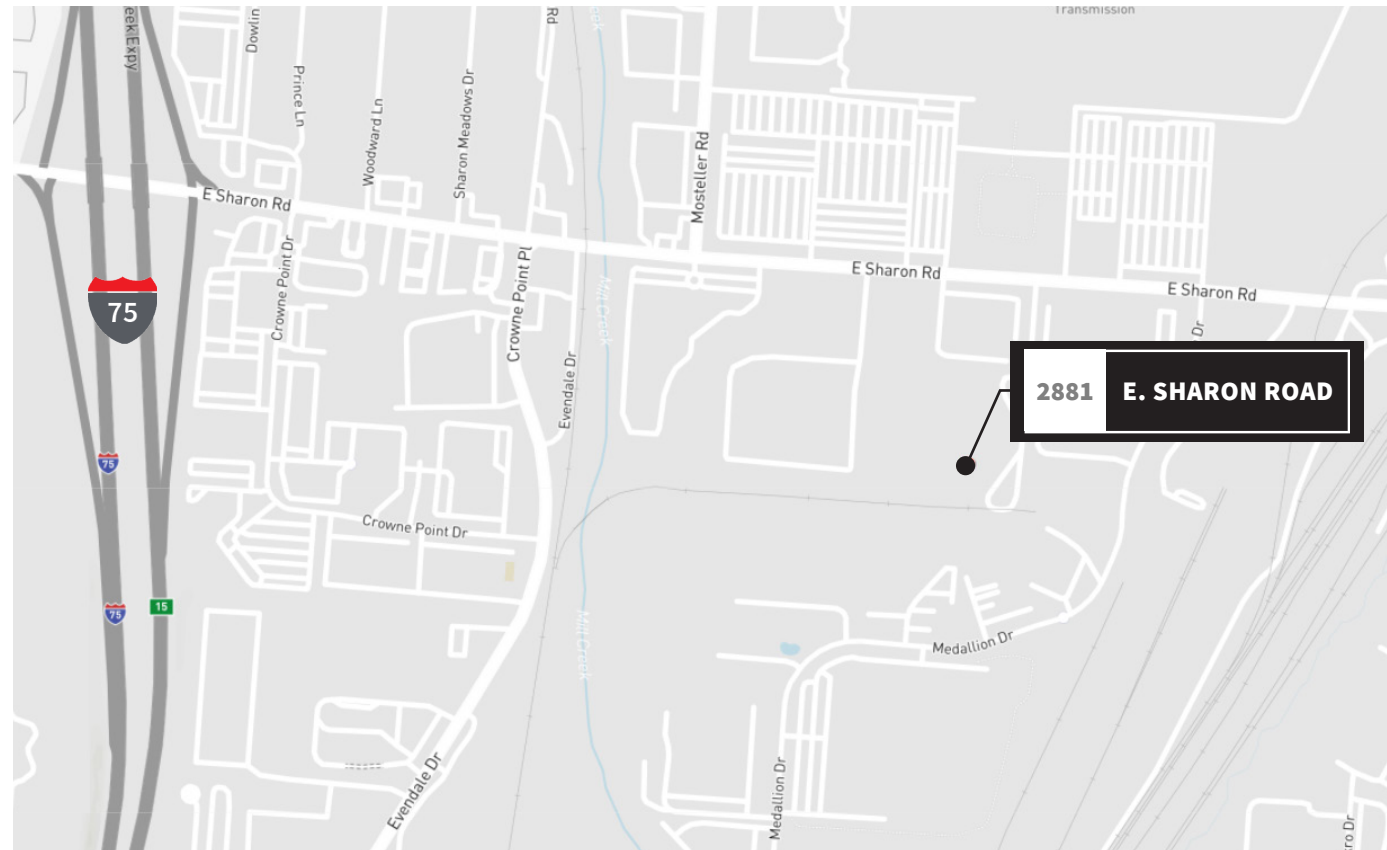 Transmission
eek Expy
Dowlin
Rd
Prince Ln
Woodward Ln
Sharon Meadows Dr
Mosteller Rd
E Sharon Rd
E Sharon Rd
E Sharon Rd
Crowne Point Dr
Crowne Point Pl
Mill Creek
75
Dr
2881 E. SHARON ROAD
Evendale Dr
75
Crowne Point Dr
75
15
Mill Creek
Medallion Dr
Evendale Dr
Medallion Dr
ro Dr